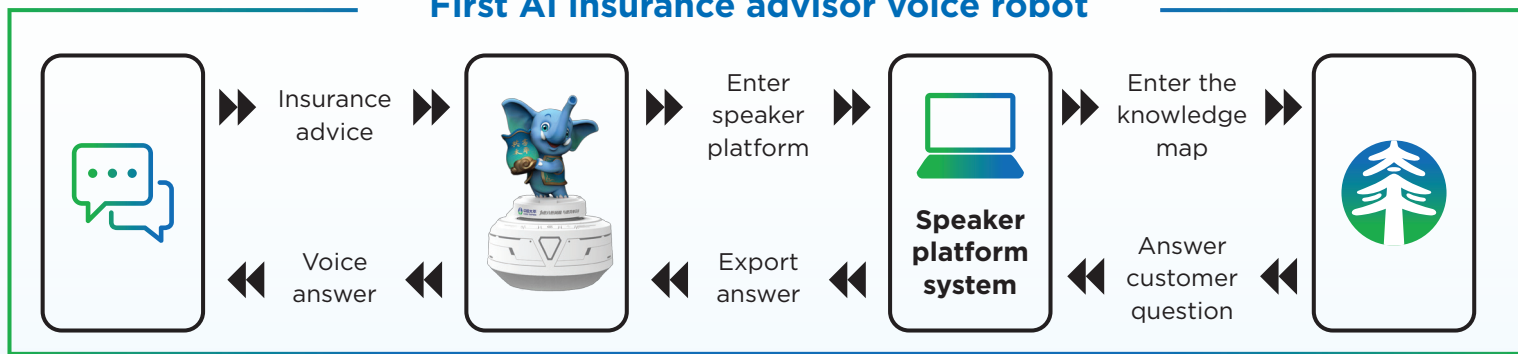 First AI insurance advisor voice robot
Insurance
advice
Enter
speaker
platform
Enter the
knowledge
map
Speaker
platform
system
Voice
answer
Export
answer
Answer
customer
question